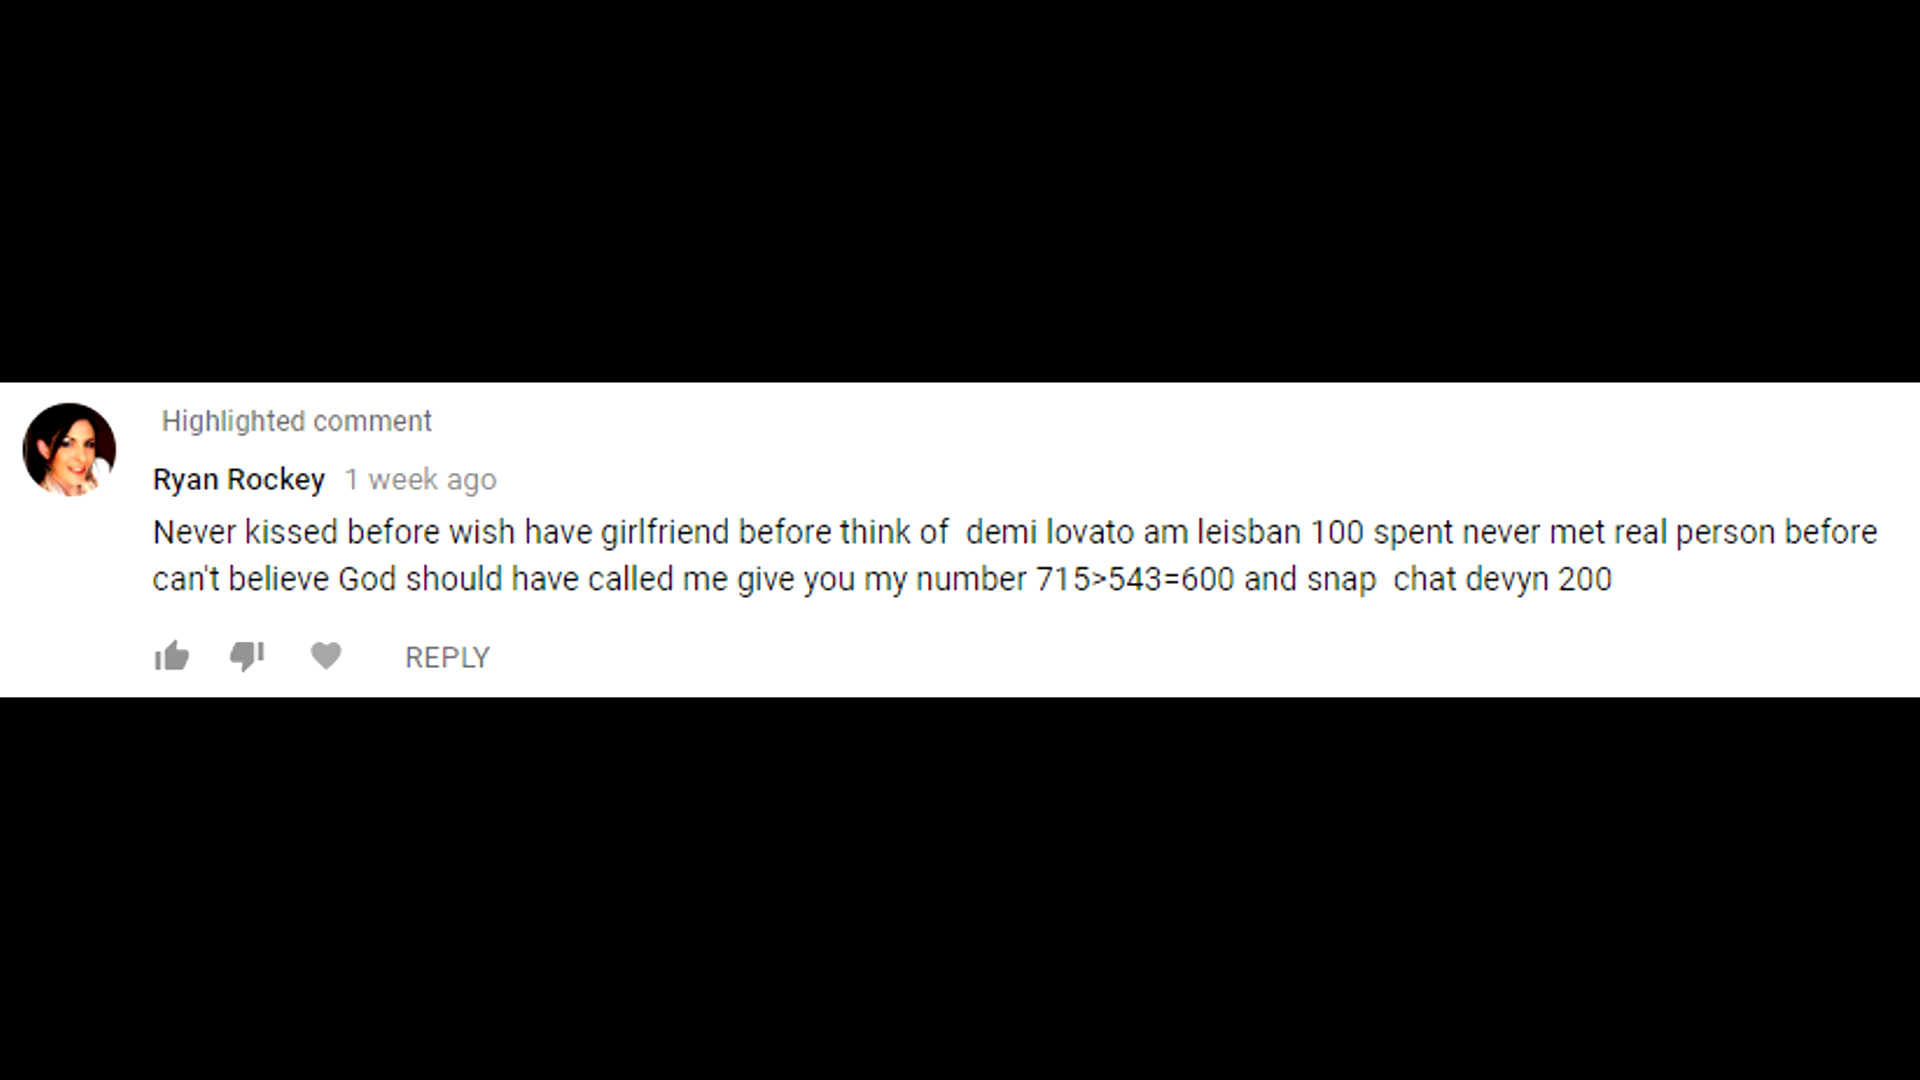 Highlighted comment
Ryan Rockey 1 week ago
Never kissed before wish have girlfriend before think of  demi lovato am leisban 100 spent never met real person before
can't believe God should have called me give you my number 715>543=600 and snap  chat devyn 200
REPLY